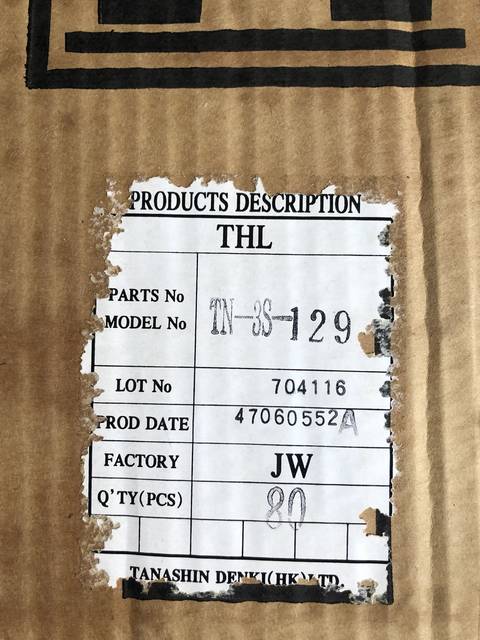 PRODUCTS DESCRIPTION
THL
PARTS No
MODEL No
TN-3S-129
LOT No 704116
PROD DATE 47060552A
FACTORY JW
Q'TY(PCS) 80
TANASHIN DENKI(HK)LTD.